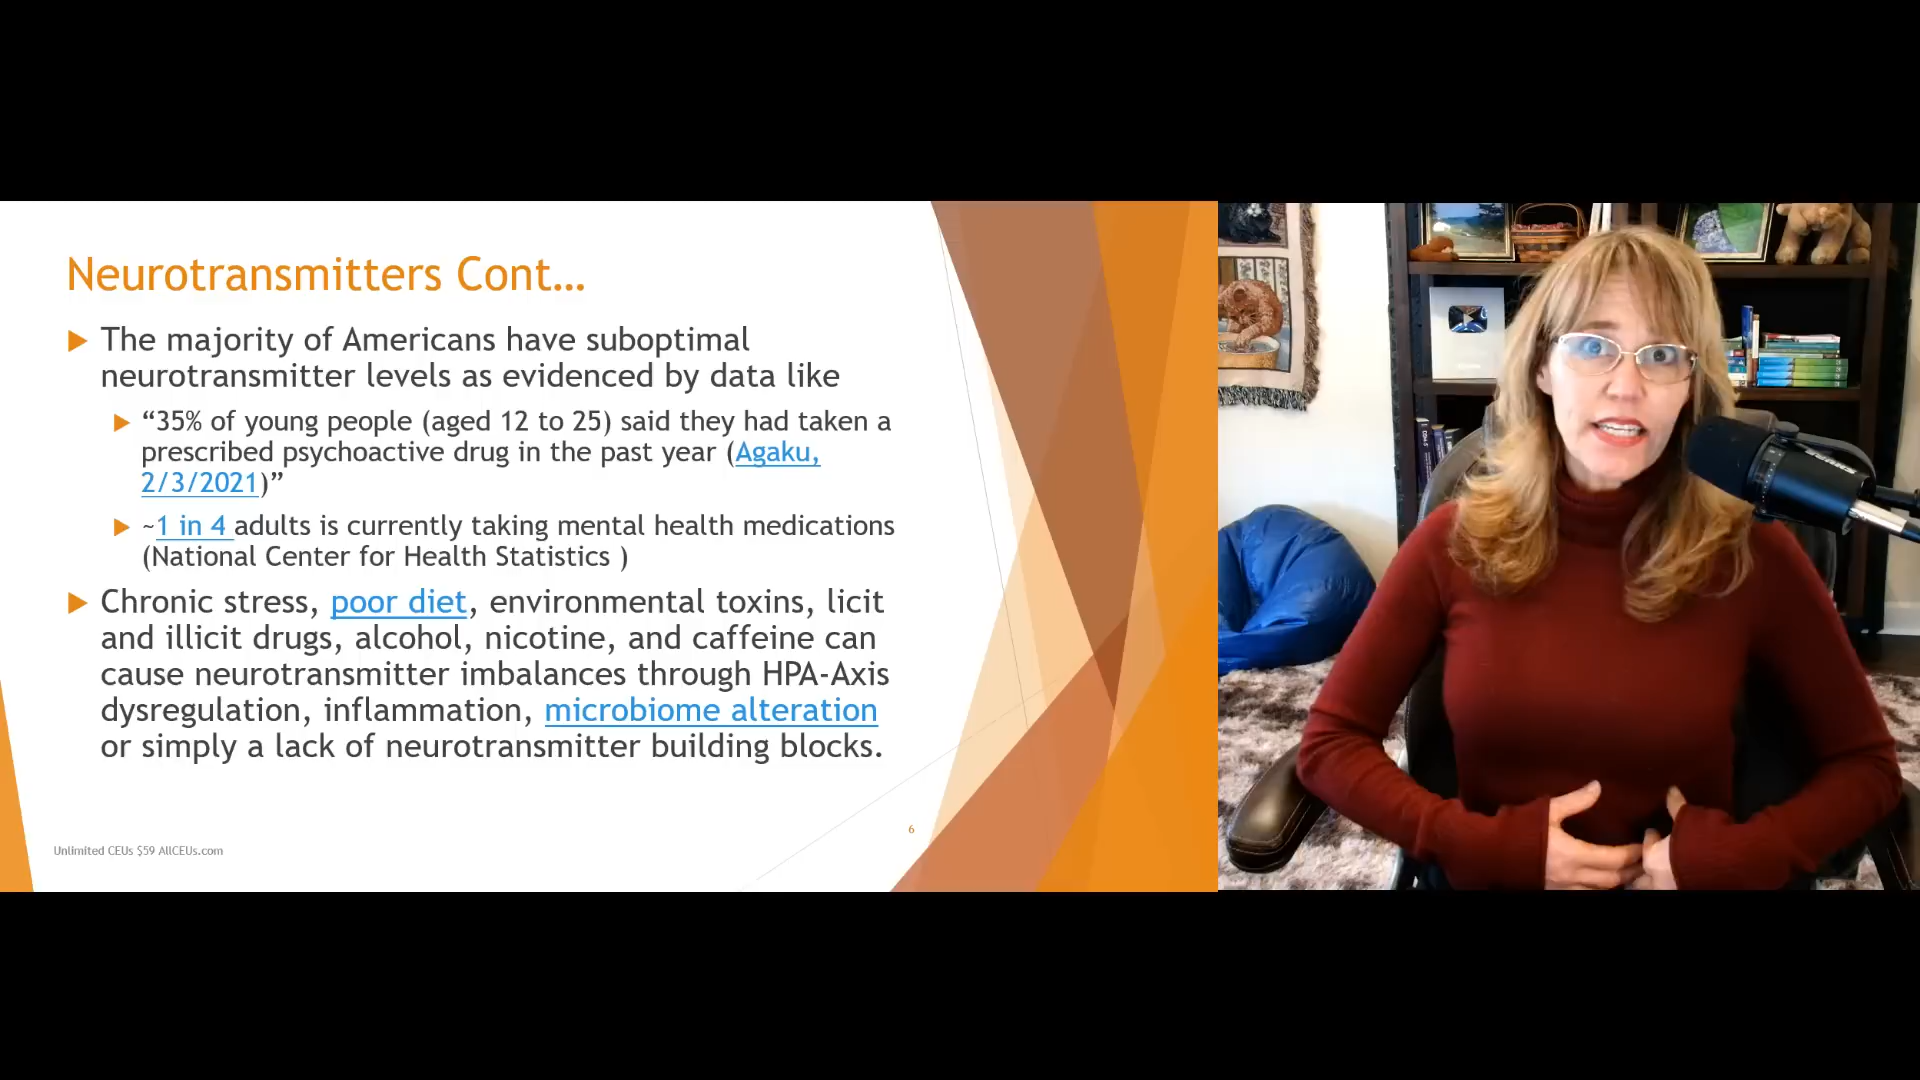 Neurotransmitters Cont…
The majority of Americans have suboptimal
neurotransmitter levels as evidenced by data like
“35% of young people (aged 12 to 25) said they had taken a
prescribed psychoactive drug in the past year (Agaku,
2/3/2021)”
~1 in 4 adults is currently taking mental health medications
(National Center for Health Statistics )
Chronic stress, poor diet, environmental toxins, licit
and illicit drugs, alcohol, nicotine, and caffeine can
cause neurotransmitter imbalances through HPA-Axis
dysregulation, inflammation, microbiome alteration
or simply a lack of neurotransmitter building blocks.
6
Unlimited CEUs $59 AllCEUs.com